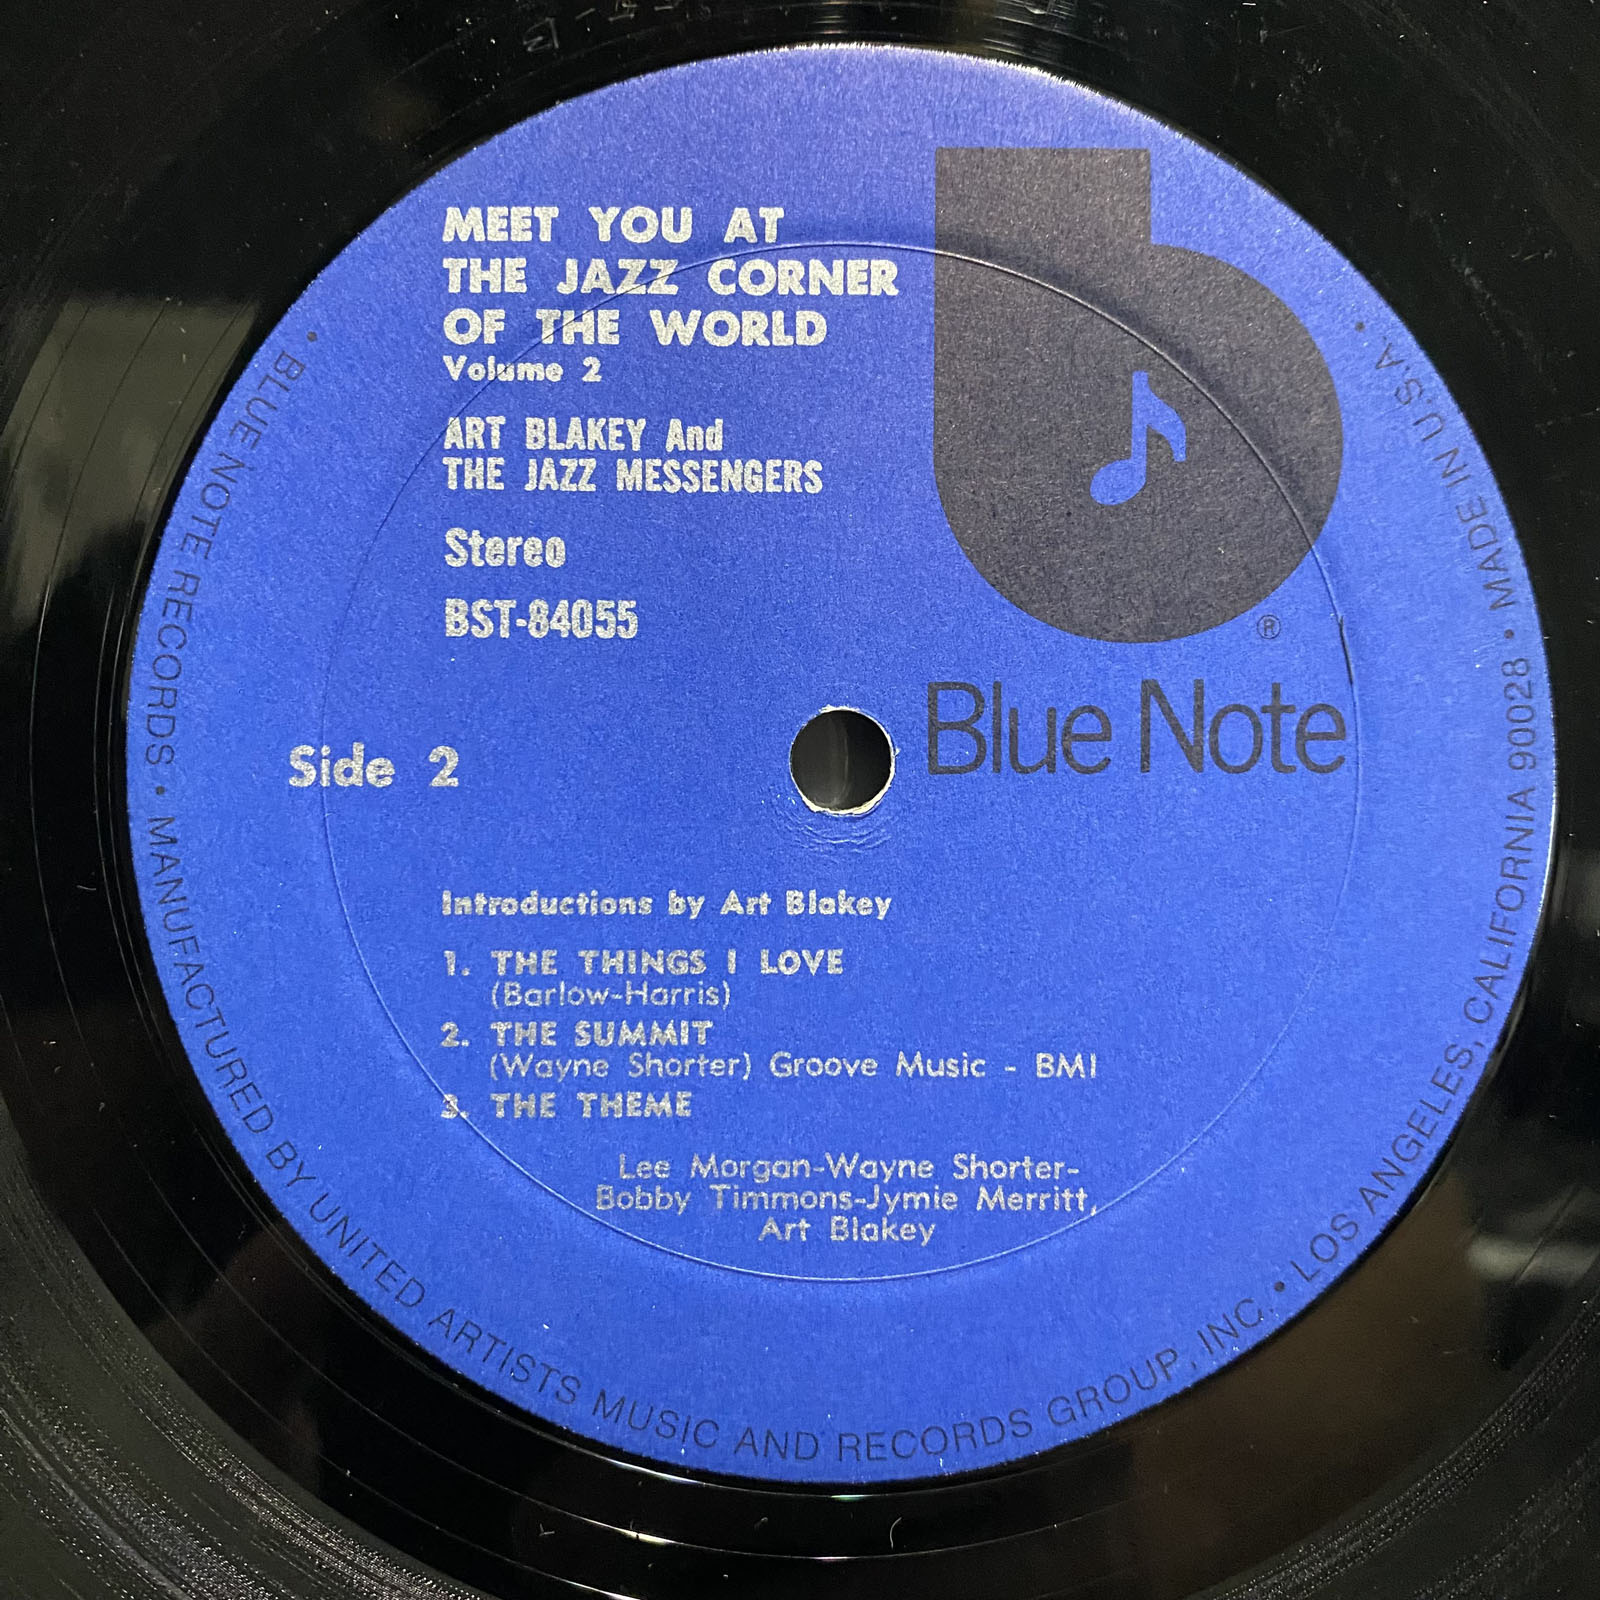 MEET YOU AT
THE JAZZ CORNER
OF THE WORLD
Volume 2
ART BLAKEY And
THE JAZZ MESSENGERS
Stereo
BST-84055
®
Blue Note
Side 2
Introductions by Art Blakey
1. THE THINGS I LOVE
(Barlow-Harris)
2. THE SUMMIT
(Wayne Shorter) Groove Music - BMI
3. THE THEME
Lee Morgan-Wayne Shorter-
Bobby Timmons-Jymie Merritt,
Art Blakey
• BLUE NOTE RECORDS • MANUFACTURED BY UNITED ARTISTS MUSIC AND RECORDS GROUP, INC. • LOS ANGELES, CALIFORNIA 90028 • MADE IN U.S.A. •